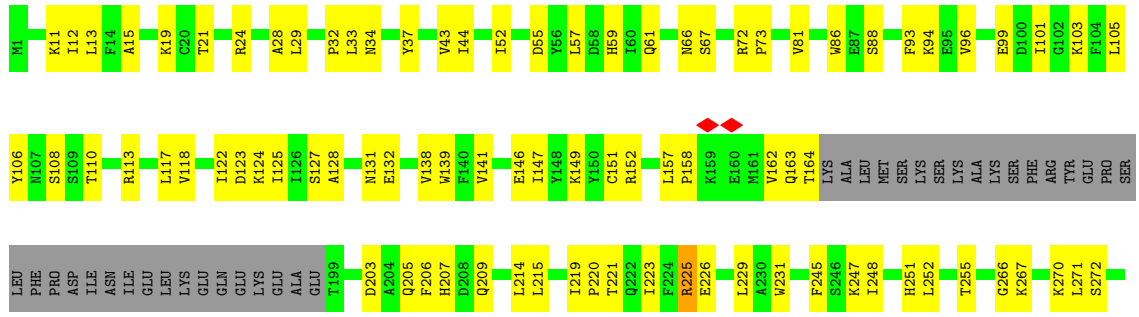 M1 K11 I12 L13 F14 A15 K19 C20 T21 R24 A28 L29 P32 L33 N34 Y37 V43 I44 I52 D55 Y56 L57 D58 H59 I60 Q61 N66 S67 R72 P73 V81 W86 E87 S88 F93 K94 E95 V96 E99 D100 I101 G102 K103 F104 L105
Y106 N107 S108 S109 T110 R113 L117 V118 I122 D123 K124 I125 I126 S127 A128 N131 E132 V138 W139 F140 V141 E146 I147 Y148 K149 Y150 C151 R152 L157 P158 K159 E160 M161 V162 Q163 T164 LYS ALA LEU MET SER LYS SER LYS ALA LYS SER PHE ARG TYR GLU PRO SER
LEU PHE PRO ASP ILE ASN ILE GLU LEU LYS GLU GLN GLU LYS GLU ALA GLU T199 D203 A204 Q205 F206 H207 D208 Q209 L214 L215 I219 P220 T221 Q222 I223 F224 R225 E226 L229 A230 W231 F245 S246 K247 I248 H251 L252 T255 G266 K267 K270 L271 S272